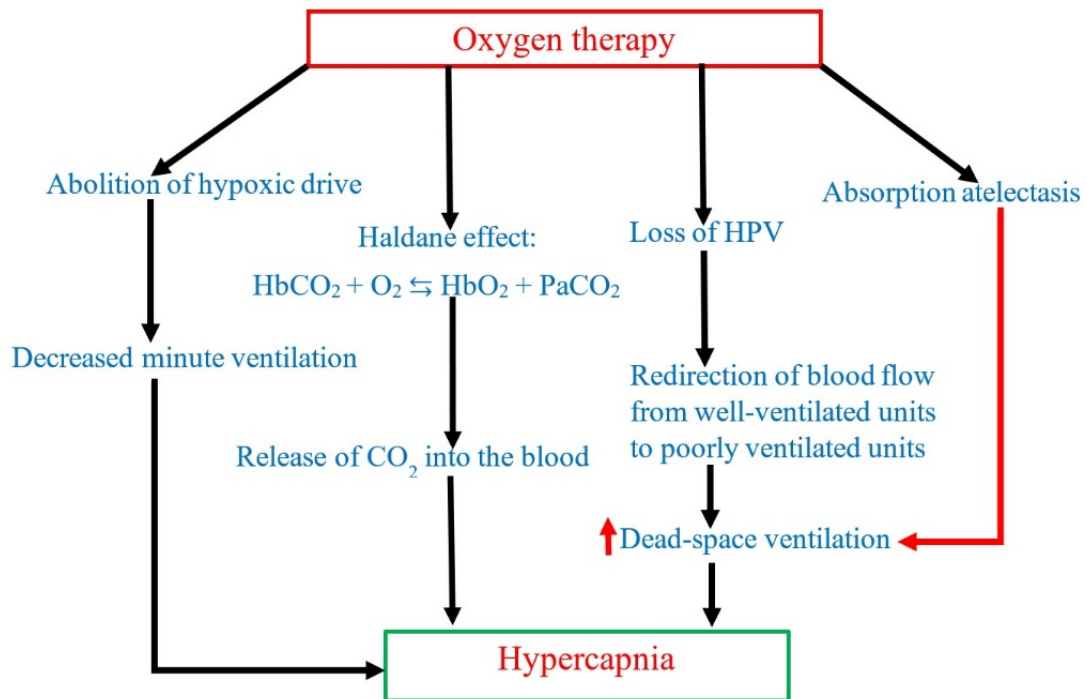 Oxygen therapy
Abolition of hypoxic drive
Absorption atelectasis
Haldane effect:
HbCO₂ + O₂ ⇆ HbO₂ + PaCO₂
Loss of HPV
Decreased minute ventilation
Redirection of blood flow
from well-ventilated units
to poorly ventilated units
Release of CO₂ into the blood
Dead-space ventilation
Hypercapnia